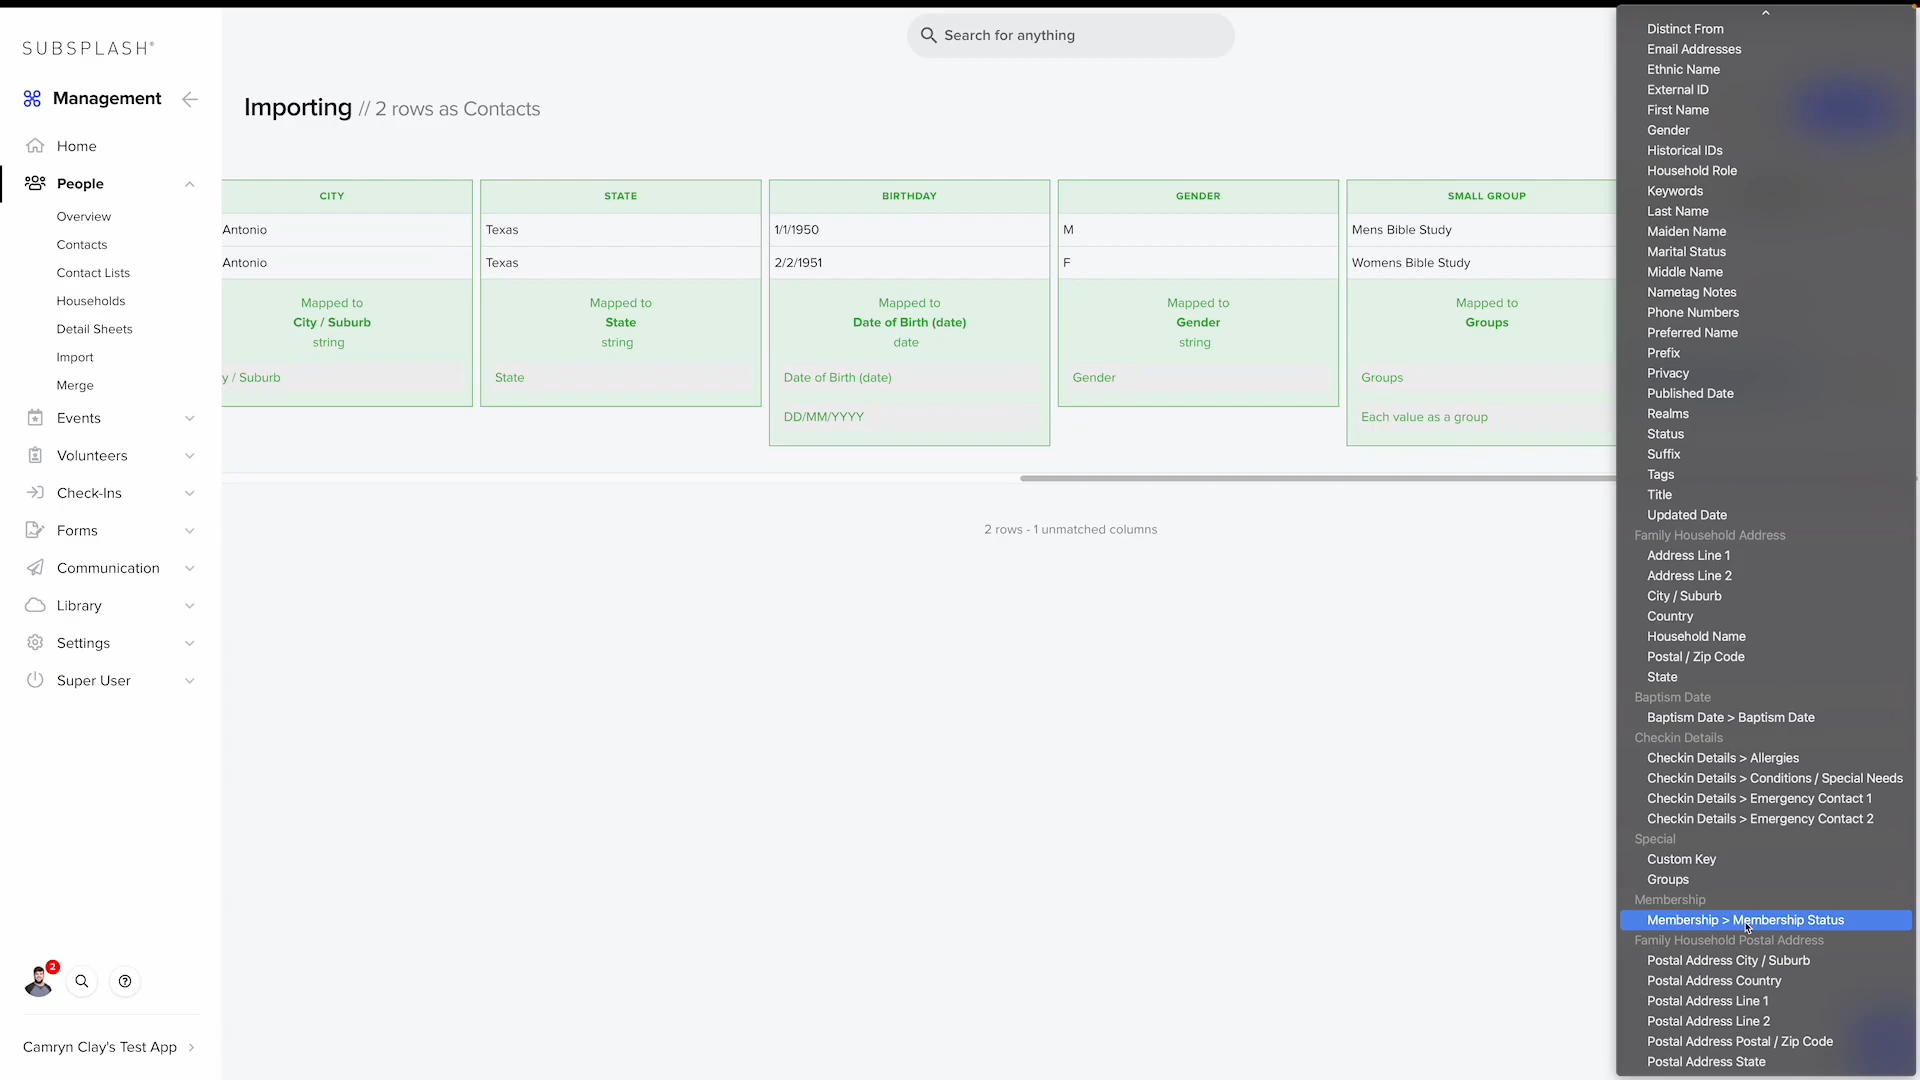 SUBSPLASH®
Management
Home
People
Overview
Contacts
Contact Lists
Households
Detail Sheets
Import
Merge
Events
Volunteers
Check-Ins
Forms
Communication
Library
Settings
Super User
2
Camryn Clay's Test App
Search for anything
Importing // 2 rows as Contacts
CITY
Antonio
Antonio
Mapped to
City / Suburb
string
y / Suburb
STATE
Texas
Texas
Mapped to
State
string
State
BIRTHDAY
1/1/1950
2/2/1951
Mapped to
Date of Birth (date)
date
Date of Birth (date)
DD/MM/YYYY
GENDER
M
F
Mapped to
Gender
string
Gender
SMALL GROUP
Mens Bible Study
Womens Bible Study
Mapped to
Groups
Groups
Each value as a group
2 rows - 1 unmatched columns
Distinct From
Email Addresses
Ethnic Name
External ID
First Name
Gender
Historical IDs
Household Role
Keywords
Last Name
Maiden Name
Marital Status
Middle Name
Nametag Notes
Phone Numbers
Preferred Name
Prefix
Privacy
Published Date
Realms
Status
Suffix
Tags
Title
Updated Date
Family Household Address
Address Line 1
Address Line 2
City / Suburb
Country
Household Name
Postal / Zip Code
State
Baptism Date
Baptism Date > Baptism Date
Checkin Details
Checkin Details > Allergies
Checkin Details > Conditions / Special Needs
Checkin Details > Emergency Contact 1
Checkin Details > Emergency Contact 2
Special
Custom Key
Groups
Membership
Membership > Membership Status
Family Household Postal Address
Postal Address City / Suburb
Postal Address Country
Postal Address Line 1
Postal Address Line 2
Postal Address Postal / Zip Code
Postal Address State